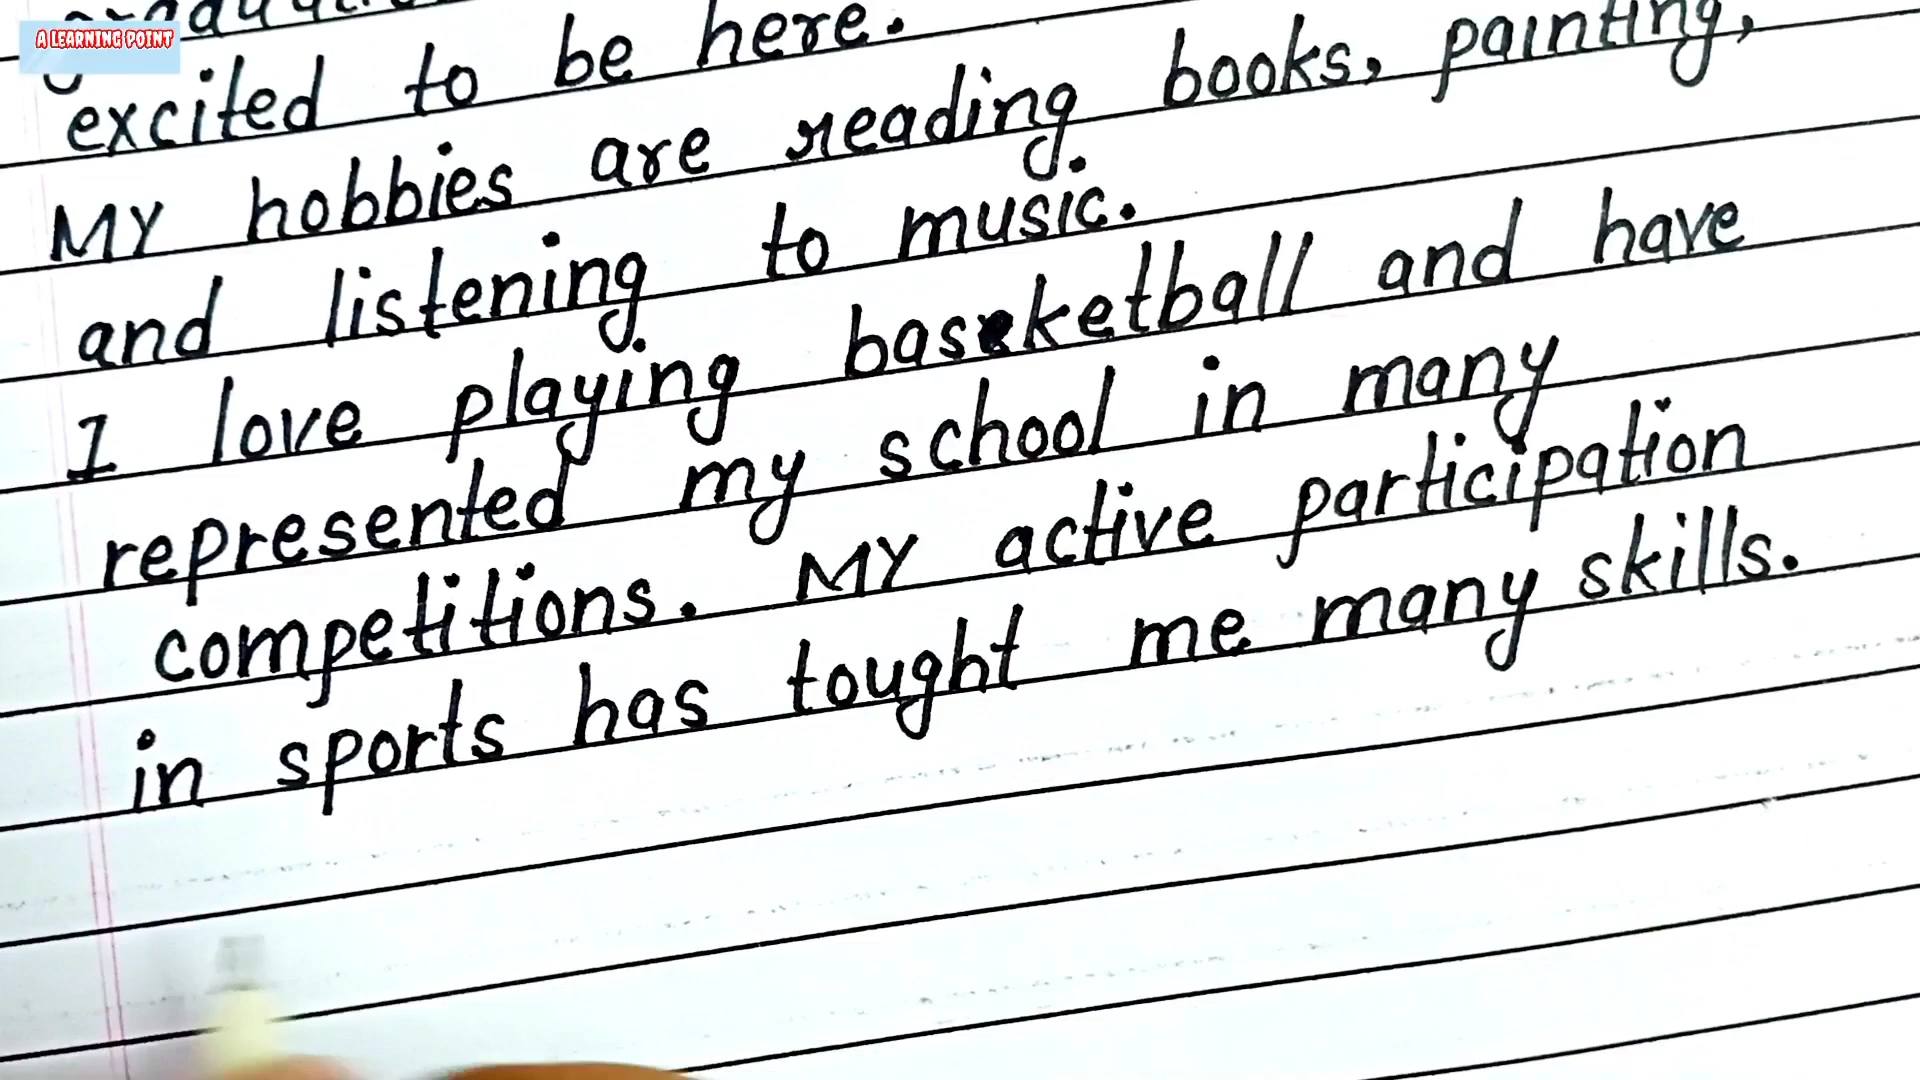 A LEARNING POINT
excited to be here.
MY hobbies are reading books, painting,
and listening to music.
I love playing basketball and have
represented my school in many
competitions. MY active participation
in sports has tought me many skills.